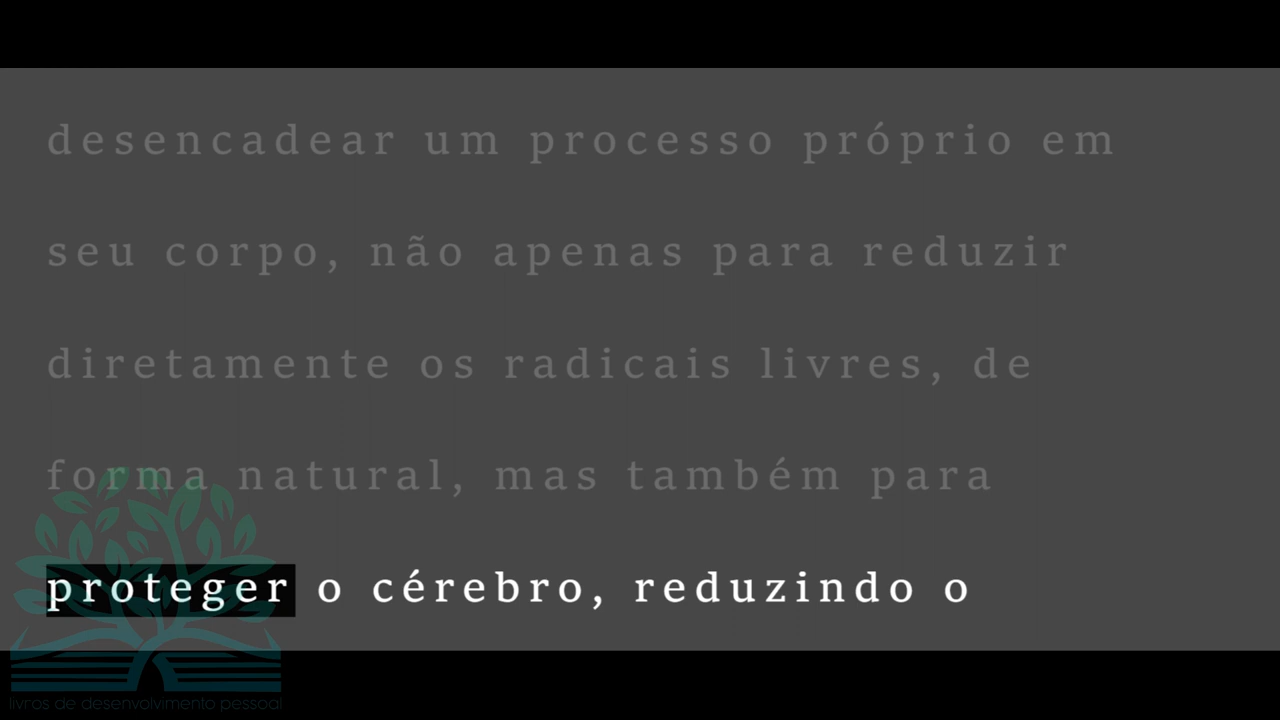 desencadear um processo próprio em
seu corpo, não apenas para reduzir
diretamente os radicais livres, de
forma natural, mas também para
proteger o cérebro, reduzindo o
livros de desenvolvimento pessoal